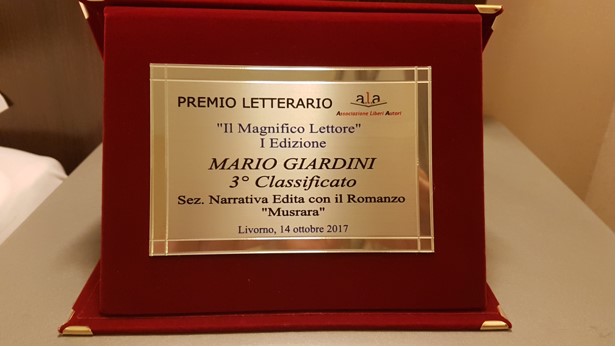 PREMIO LETTERARIO
ala
Associazione Liberi Autori
"Il Magnifico Lettore"
I Edizione
MARIO GIARDINI
3° Classificato
Sez. Narrativa Edita con il Romanzo
"Musrara"
Livorno, 14 ottobre 2017